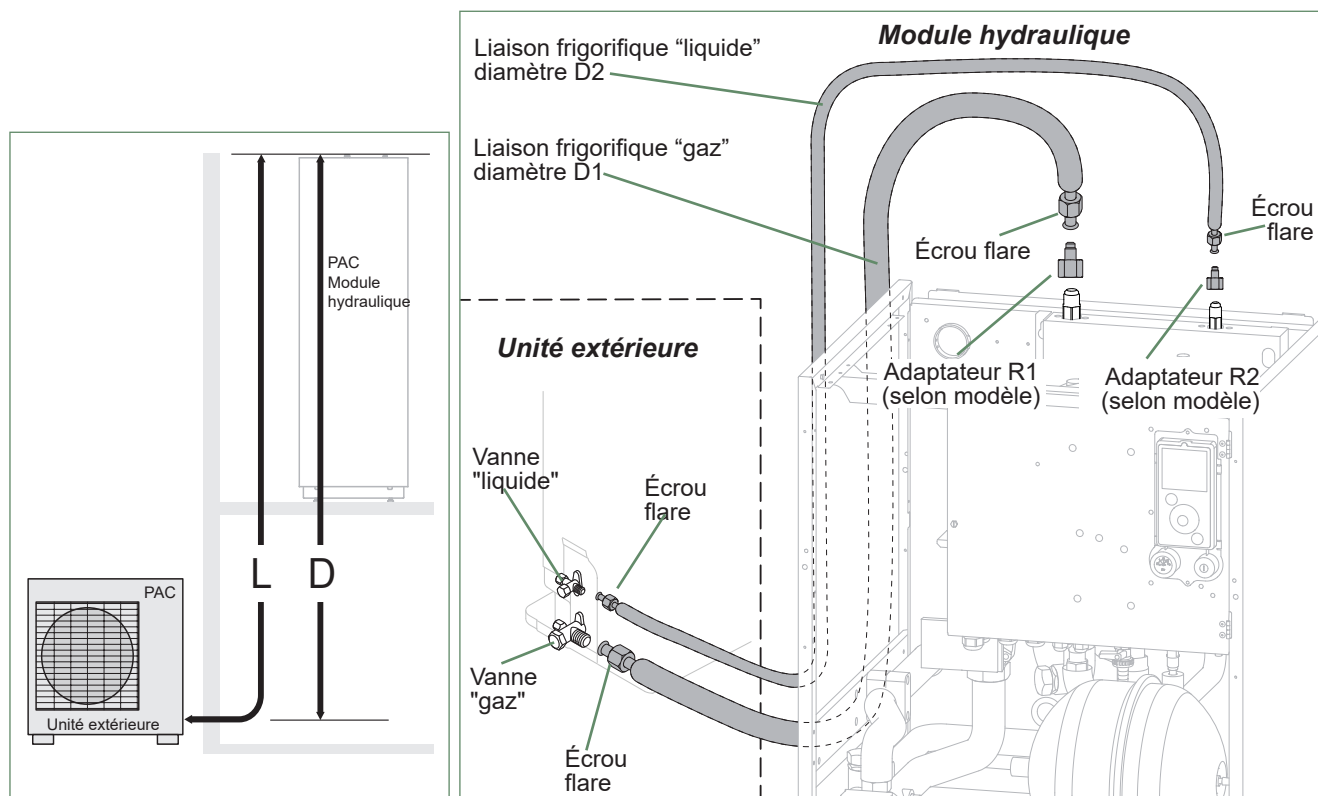 PAC
Module
hydraulique
L
D
PAC
Unité extérieure
Module hydraulique
Liaison frigorifique “liquide”
diamètre D2
Liaison frigorifique “gaz”
diamètre D1
Écrou flare
Écrou
flare
Adaptateur R1
(selon modèle)
Adaptateur R2
(selon modèle)
Unité extérieure
Vanne
"liquide"
Écrou
flare
Vanne
"gaz"
Écrou
flare